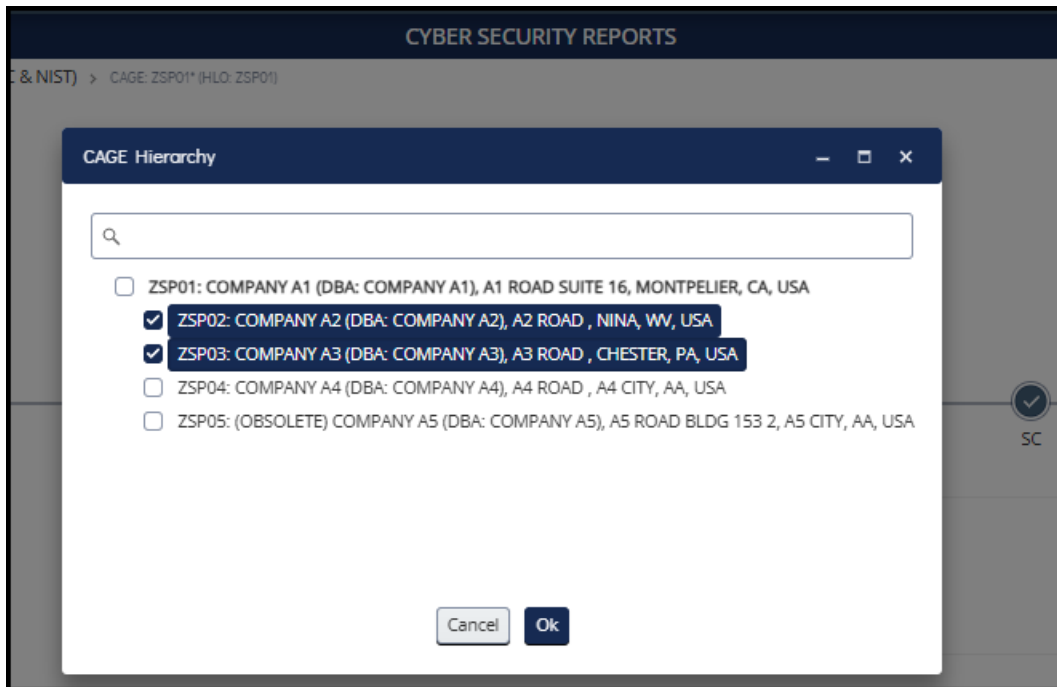 CYBER SECURITY REPORTS
& NIST) > CAGE: ZSP01* (HLO: ZSP01)
CAGE Hierarchy
ZSP01: COMPANY A1 (DBA: COMPANY A1), A1 ROAD SUITE 16, MONTPELIER, CA, USA
ZSP02: COMPANY A2 (DBA: COMPANY A2), A2 ROAD , NINA, WV, USA
ZSP03: COMPANY A3 (DBA: COMPANY A3), A3 ROAD , CHESTER, PA, USA
ZSP04: COMPANY A4 (DBA: COMPANY A4), A4 ROAD , A4 CITY, AA, USA
ZSP05: (OBSOLETE) COMPANY A5 (DBA: COMPANY A5), A5 ROAD BLDG 153 2, A5 CITY, AA, USA
SC
Cancel Ok